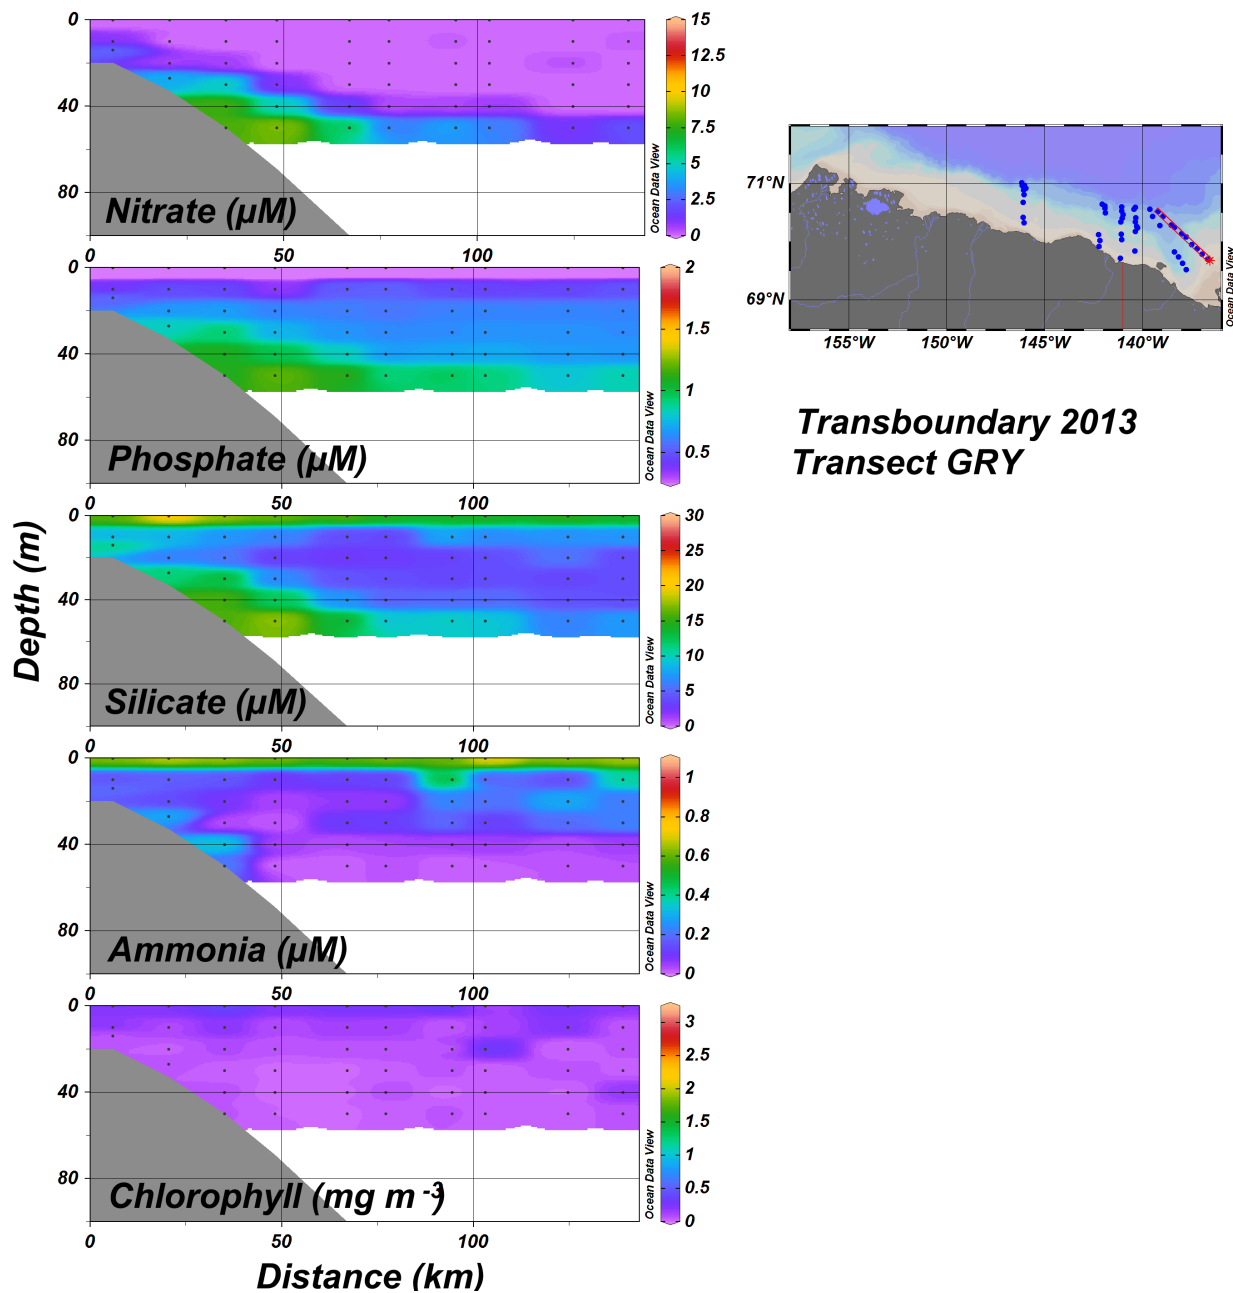 0
40
80
Nitrate (µM)
Ocean Data View
15
12.5
10
7.5
5
2.5
0
0
40
80
Phosphate (µM)
Ocean Data View
2
1.5
1
0.5
0
50
100
0
40
80
Silicate (µM)
Ocean Data View
30
25
20
15
10
5
0
0
50
100
0
40
80
Ammonia (µM)
Ocean Data View
1
0.8
0.6
0.4
0.2
0
0
50
100
0
40
80
Chlorophyll (mg m -3)
Ocean Data View
3
2.5
2
1.5
1
0.5
0
0
50
100
Depth (m)
Distance (km)
71°N
69°N
155°W
150°W
145°W
140°W
Ocean Data View
Transboundary 2013
Transect GRY